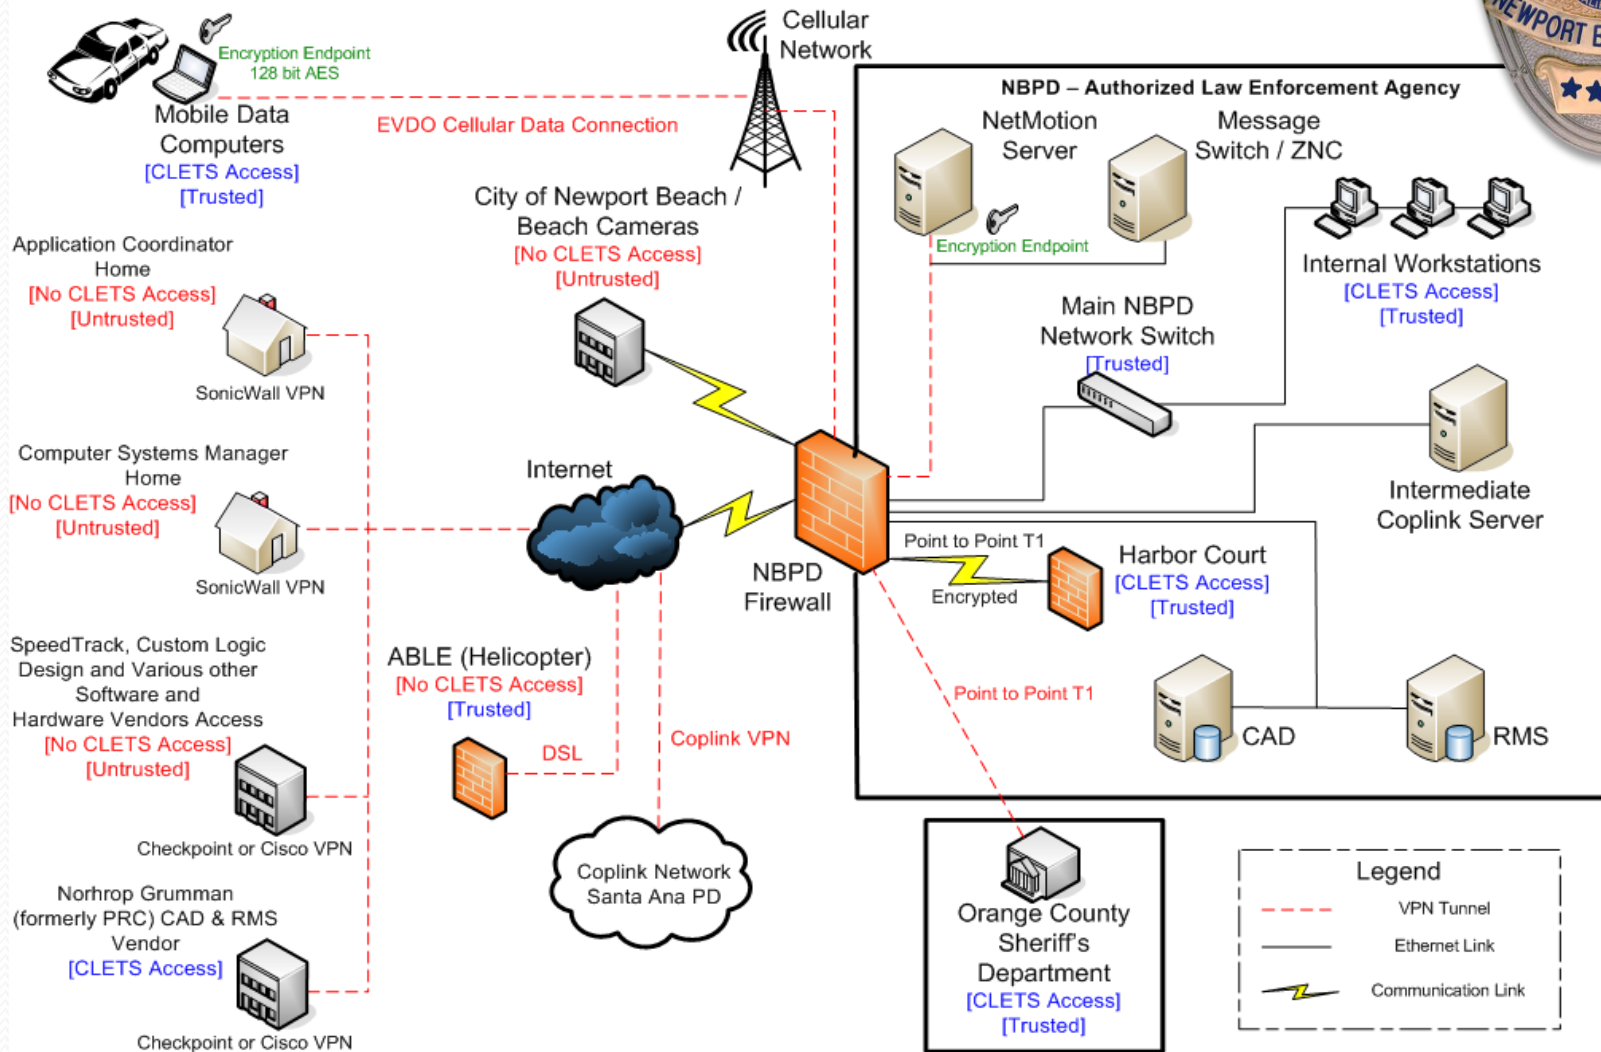 Encryption Endpoint
128 bit AES
Mobile Data
Computers
[CLETS Access]
[Trusted]
EVDO Cellular Data Connection
Cellular
Network
NEWPORT B
NBPD – Authorized Law Enforcement Agency
NetMotion
Server
Encryption Endpoint
Message
Switch / ZNC
Internal Workstations
[CLETS Access]
[Trusted]
Main NBPD
Network Switch
[Trusted]
Intermediate
Coplink Server
City of Newport Beach /
Beach Cameras
[No CLETS Access]
[Untrusted]
Application Coordinator
Home
[No CLETS Access]
[Untrusted]
SonicWall VPN
Computer Systems Manager
Home
[No CLETS Access]
[Untrusted]
SonicWall VPN
Internet
NBPD
Firewall
Point to Point T1
Encrypted
Harbor Court
[CLETS Access]
[Trusted]
SpeedTrack, Custom Logic
Design and Various other
Software and
Hardware Vendors Access
[No CLETS Access]
[Untrusted]
Checkpoint or Cisco VPN
ABLE (Helicopter)
[No CLETS Access]
[Trusted]
DSL
Coplink VPN
Point to Point T1
CAD
RMS
Coplink Network
Santa Ana PD
Norhrop Grumman
(formerly PRC) CAD & RMS
Vendor
[CLETS Access]
Checkpoint or Cisco VPN
Orange County
Sheriff's
Department
[CLETS Access]
[Trusted]
Legend
VPN Tunnel
Ethernet Link
Communication Link